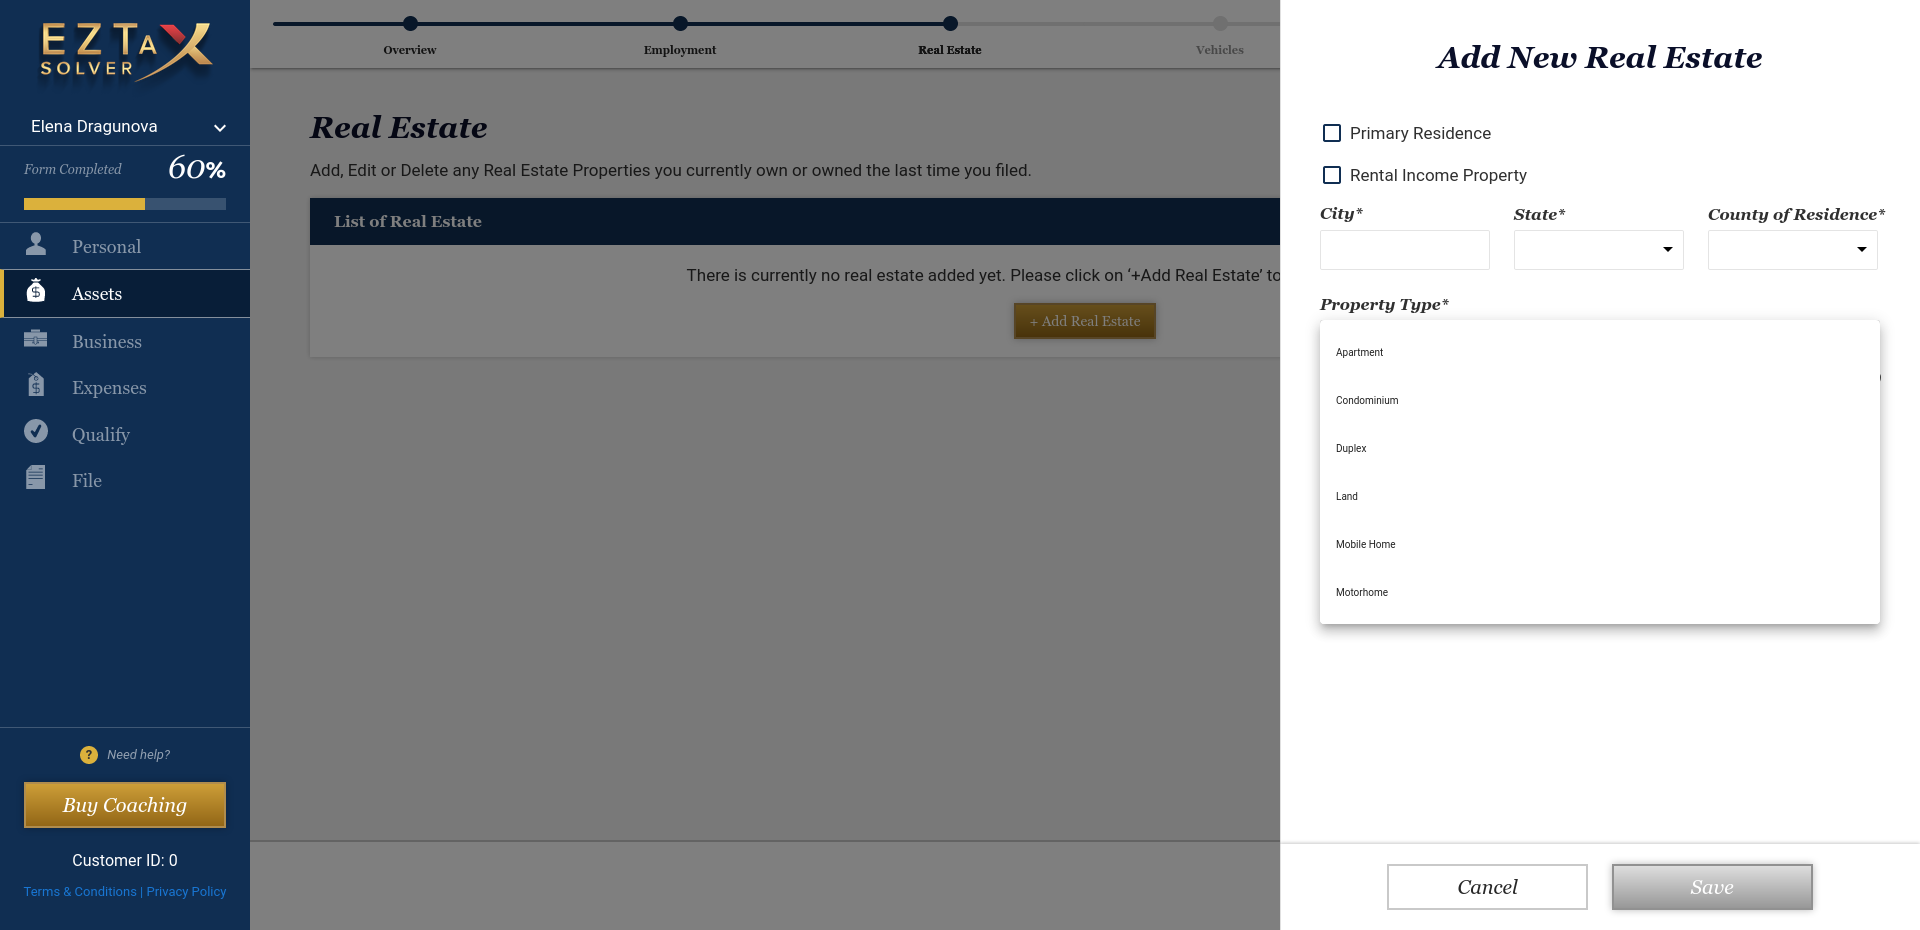 EZTAX
SOLVER
Elena Dragunova
Form Completed
60%
Personal
Assets
Business
Expenses
Qualify
File
? Need help?
Buy Coaching
Customer ID: 0
Terms & Conditions | Privacy Policy
Overview
Employment
Real Estate
Vehicles
Real Estate
Add, Edit or Delete any Real Estate Properties you currently own or owned the last time you filed.
List of Real Estate
There is currently no real estate added yet. Please click on ‘+Add Real Estate’ to
+ Add Real Estate
Add New Real Estate
Primary Residence
Rental Income Property
City*
State*
County of Residence*
Property Type*
Apartment
Condominium
Duplex
Land
Mobile Home
Motorhome
Cancel
Save